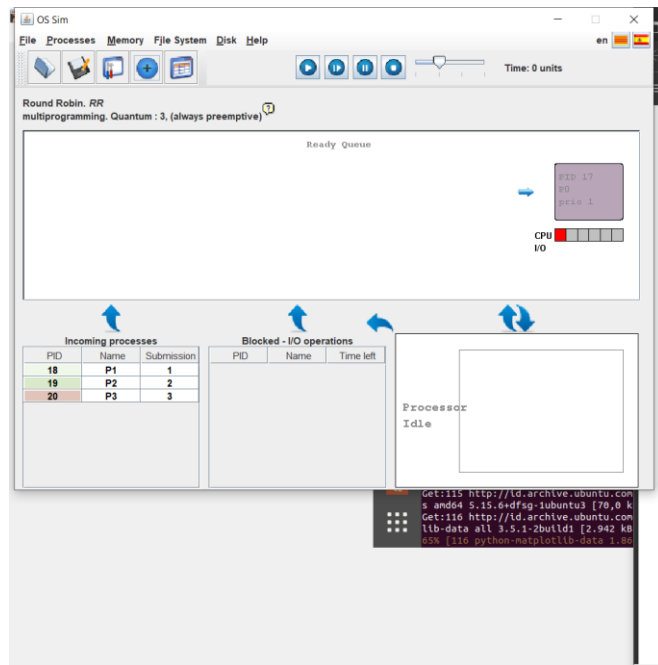 OS Sim
File Processes Memory File System Disk Help
en
Time: 0 units
Round Robin. RR
multiprogramming. Quantum : 3, (always preemptive)
Ready Queue
PID 17
P0
prio 1
CPU
I/O
Incoming processes
PID Name Submission
18 P1 1
19 P2 2
20 P3 3
Blocked - I/O operations
PID Name Time left
Processor
Idle
Get:115 http://id.archive.ubuntu.com
s amd64 5.15.6+dfsg-1ubuntu3 [70,0 k
Get:116 http://id.archive.ubuntu.com
lib-data all 3.5.1-2build1 [2.942 kB
65% [116 python-matplotlib-data 1.86